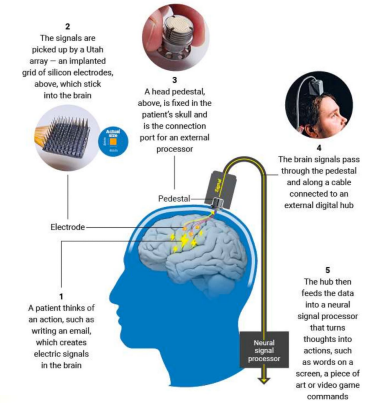 2
The signals are
picked up by a Utah
array — an implanted
grid of silicon electrodes,
above, which stick
into the brain
Actual
size
3
A head pedestal,
above, is fixed in the
patient's skull and
is the connection
port for an external
processor
4
The brain signals pass
through the pedestal
and along a cable
connected to an
external digital hub
Signal
Pedestal
Electrode
1
A patient thinks of
an action, such as
writing an email,
which creates
electric signals
in the brain
Neural
signal
processor
5
The hub then
feeds the data
into a neural
signal processor
that turns
thoughts into
actions, such
as words on a
screen, a piece of
art or video game
commands